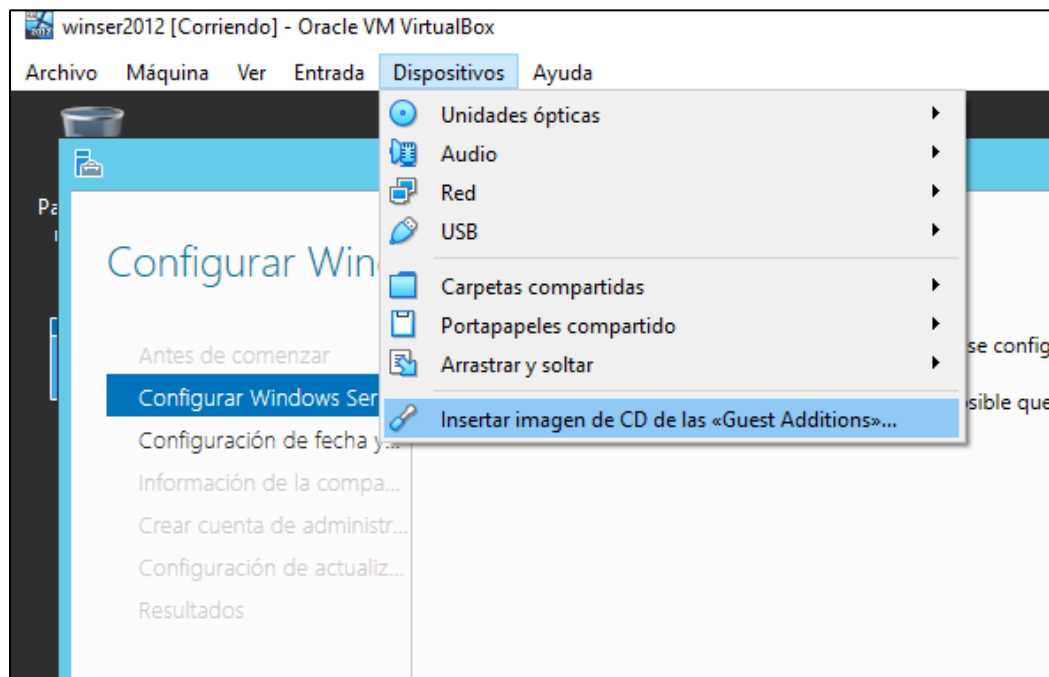 winser2012 [Corriendo] - Oracle VM VirtualBox
Archivo Máquina Ver Entrada Dispositivos Ayuda
Unidades ópticas
Audio
Red
USB
Carpetas compartidas
Portapapeles compartido
Arrastrar y soltar
Insertar imagen de CD de las «Guest Additions»...
Pa
Configurar Win
Antes de comenzar
Configurar Windows Ser
Configuración de fecha y...
Información de la compa...
Crear cuenta de administr...
Configuración de actualiz...
Resultados
se config
sible que